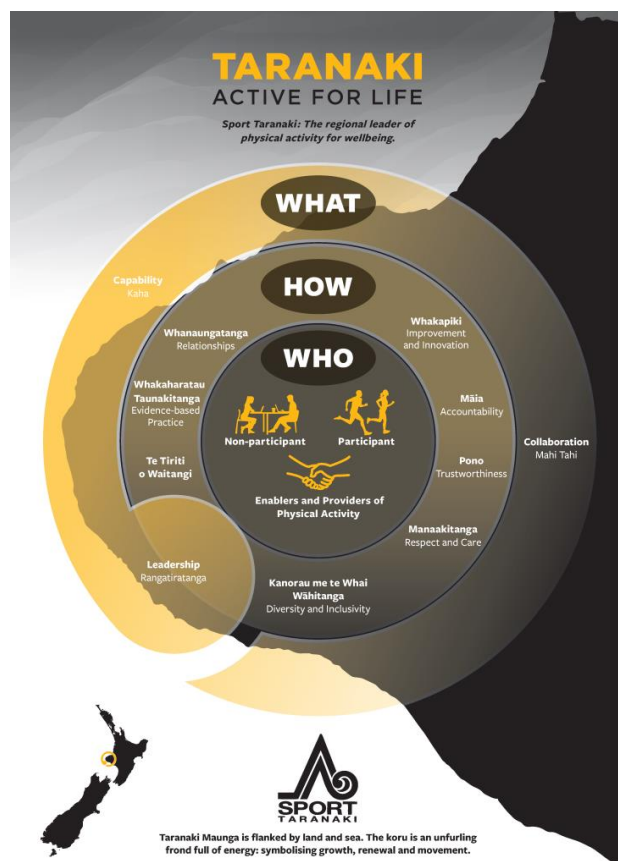 TARANAKI
ACTIVE FOR LIFE
Sport Taranaki: The regional leader of
physical activity for wellbeing.
WHAT
Capability
Kaha
HOW
Whanaungatanga
Relationships
Whakapiki
Improvement
and Innovation
WHO
Whakaharatau
Taunakitanga
Evidence-based
Practice
Māia
Accountability
Non-participant
Participant
Collaboration
Mahi Tahi
Te Tiriti
o Waitangi
Pono
Trustworthiness
Enablers and Providers of
Physical Activity
Manaakitanga
Respect and Care
Leadership
Rangatiratanga
Kanorau me te Whai
Wāhitanga
Diversity and Inclusivity
SPORT
TARANAKI
Taranaki Maunga is flanked by land and sea. The koru is an unfurling
frond full of energy: symbolising growth, renewal and movement.